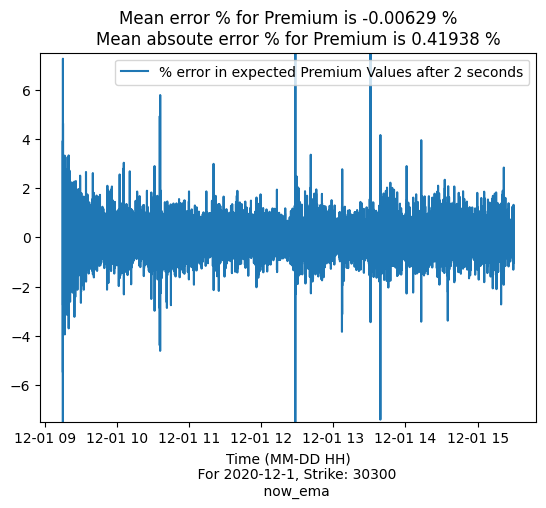 Mean error % for Premium is -0.00629 %
Mean absoute error % for Premium is 0.41938 %
% error in expected Premium Values after 2 seconds
6
4
2
0
−2
−4
−6
12-01 09 12-01 10 12-01 11 12-01 12 12-01 13 12-01 14 12-01 15
Time (MM-DD HH)
For 2020-12-1, Strike: 30300
now_ema